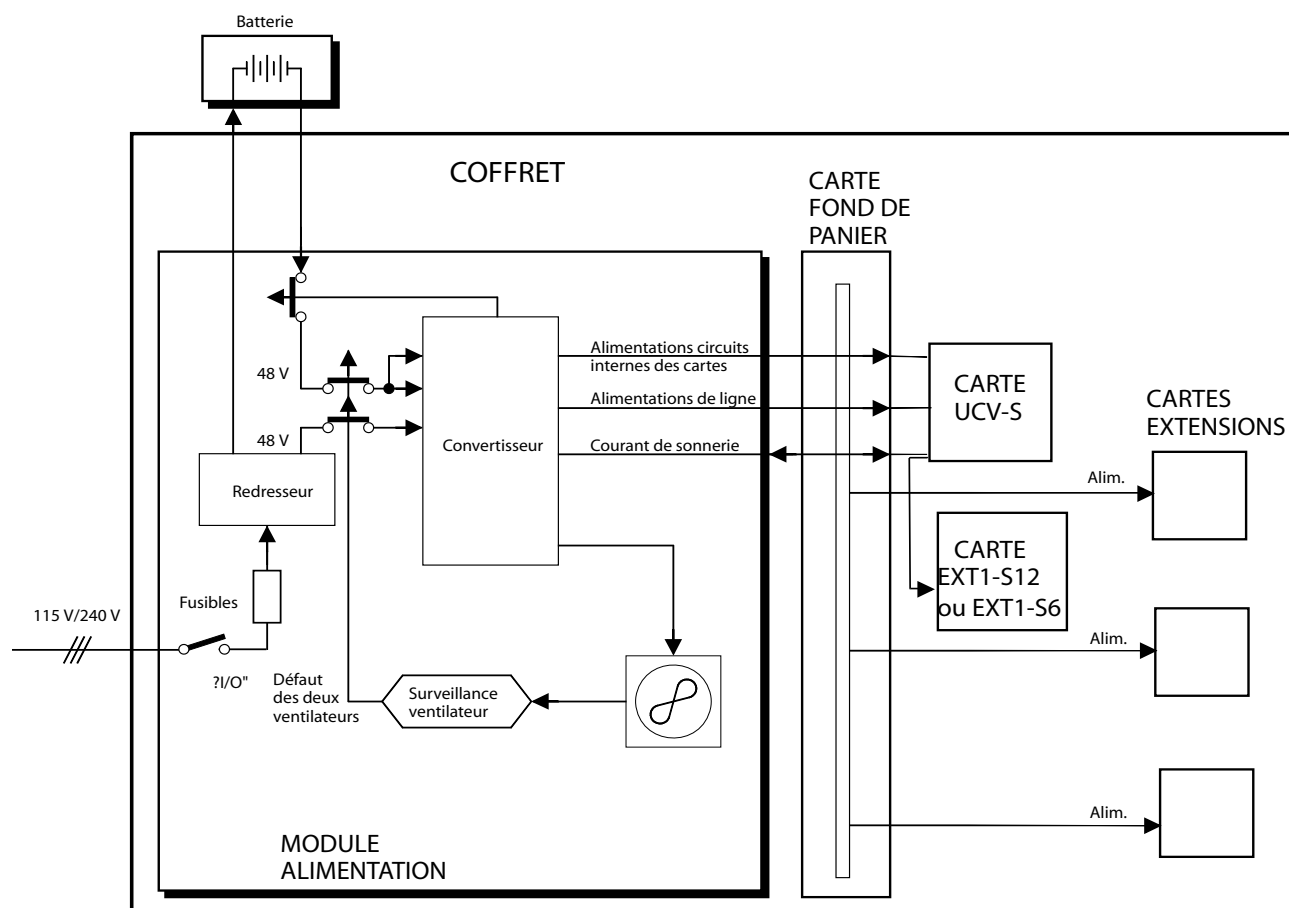 Batterie
COFFRET
CARTE
FOND DE
PANIER
48 V
Alimentations circuits
internes des cartes
CARTE
UCV-S
Alimentations de ligne
CARTES
EXTENSIONS
48 V
Convertisseur
Courant de sonnerie
Redresseur
Alim.
CARTE
EXT1-S12
ou EXT1-S6
Fusibles
115 V/240 V
Alim.
?I/O"
Défaut
des deux
ventilateurs
Surveillance
ventilateur
Alim.
MODULE
ALIMENTATION